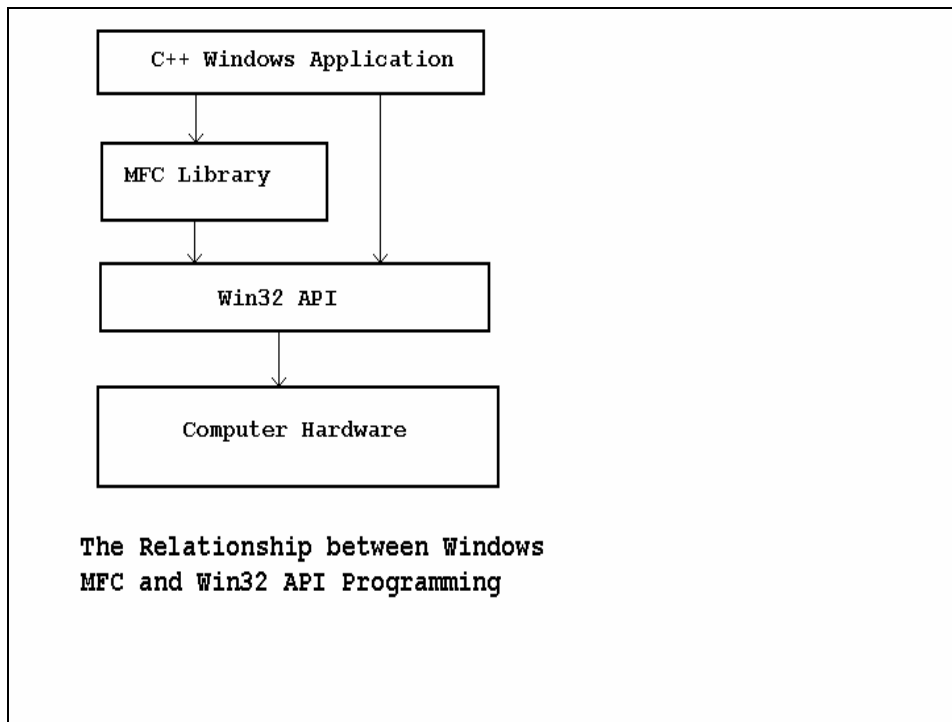 C++ Windows Application
MFC Library
Win32 API
Computer Hardware
The Relationship between Windows
MFC and Win32 API Programming